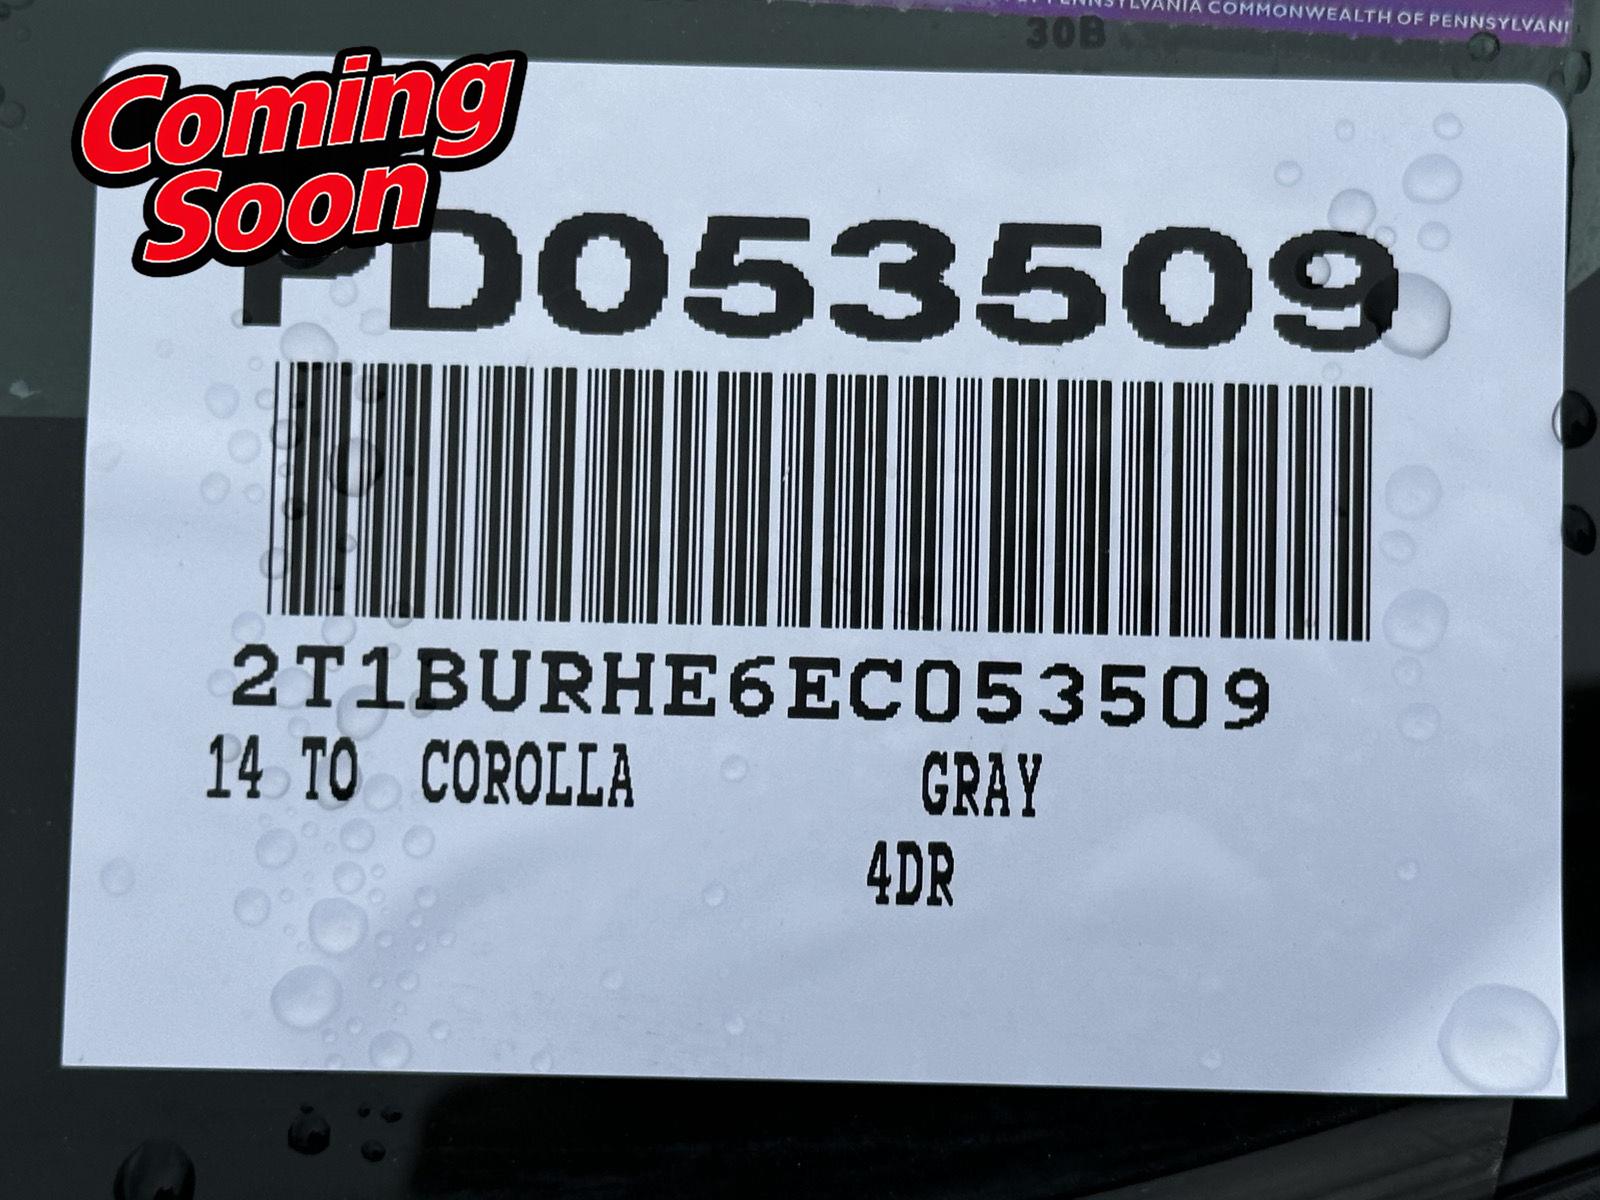 PENNSYLVANIA COMMONWEALTH OF PENNSYLVANI
30B
Coming
Soon
PD053509
2T1BURHE6EC053509
14 TO COROLLA GRAY
4DR